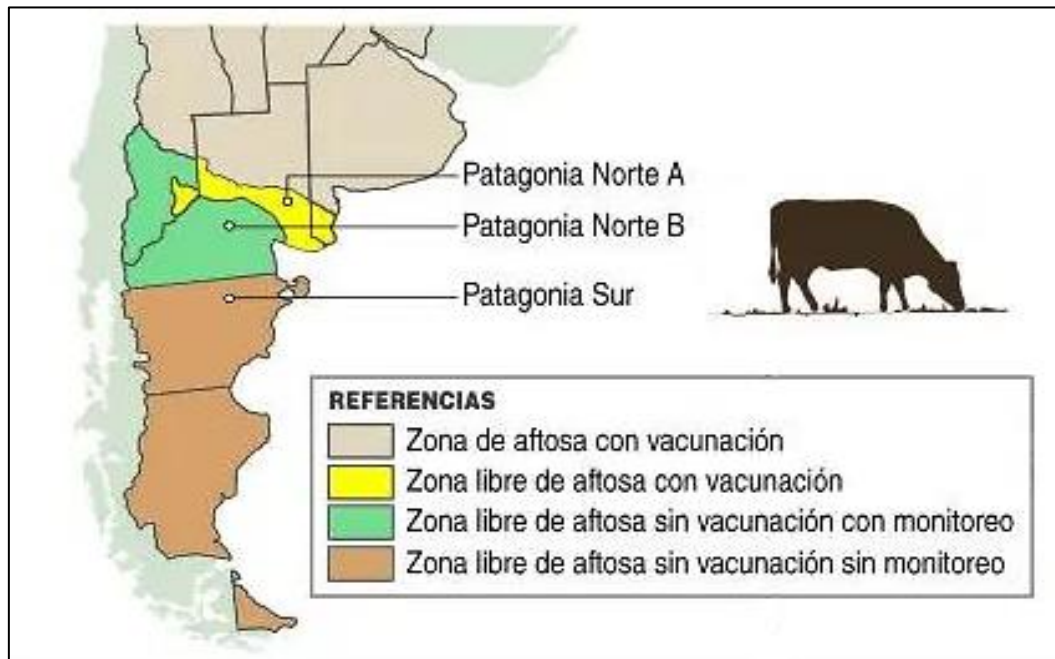 Patagonia Norte A
Patagonia Norte B
Patagonia Sur
REFERENCIAS
Zona de aftosa con vacunación
Zona libre de aftosa con vacunación
Zona libre de aftosa sin vacunación con monitoreo
Zona libre de aftosa sin vacunación sin monitoreo